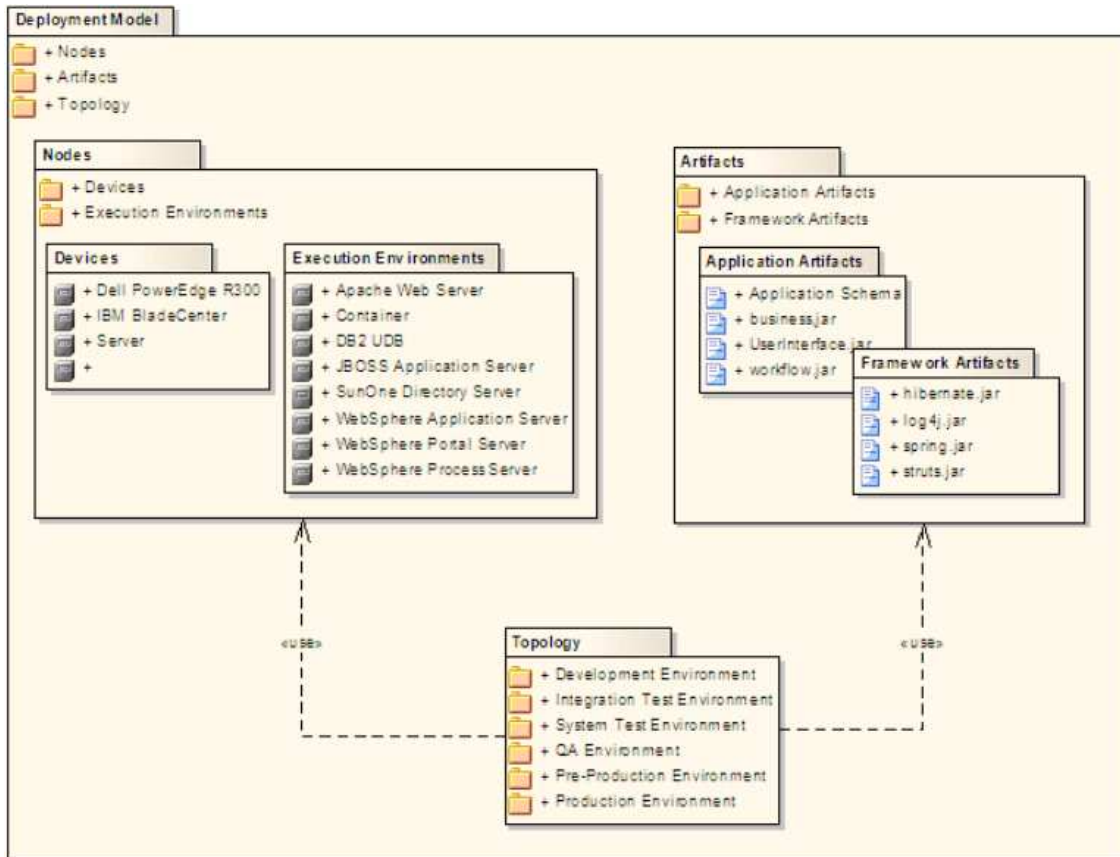 Deployment Model
+ Nodes
+ Artifacts
+ Topology
Nodes
+ Devices
+ Execution Environments
Devices
+ Dell PowerEdge R300
+ IBM BladeCenter
+ Server
+
Execution Environments
+ Apache Web Server
+ Container
+ DB2 UDB
+ JBOSS Application Server
+ SunOne Directory Server
+ WebSphere Application Server
+ WebSphere Portal Server
+ WebSphere Process Server
Artifacts
+ Application Artifacts
+ Framework Artifacts
Application Artifacts
+ Application Schema
+ business.jar
+ UserInterface.jar
+ workflow.jar
Framework Artifacts
+ hibernate.jar
+ log4j.jar
+ spring.jar
+ struts.jar
«use»
«use»
Topology
+ Development Environment
+ Integration Test Environment
+ System Test Environment
+ QA Environment
+ Pre-Production Environment
+ Production Environment